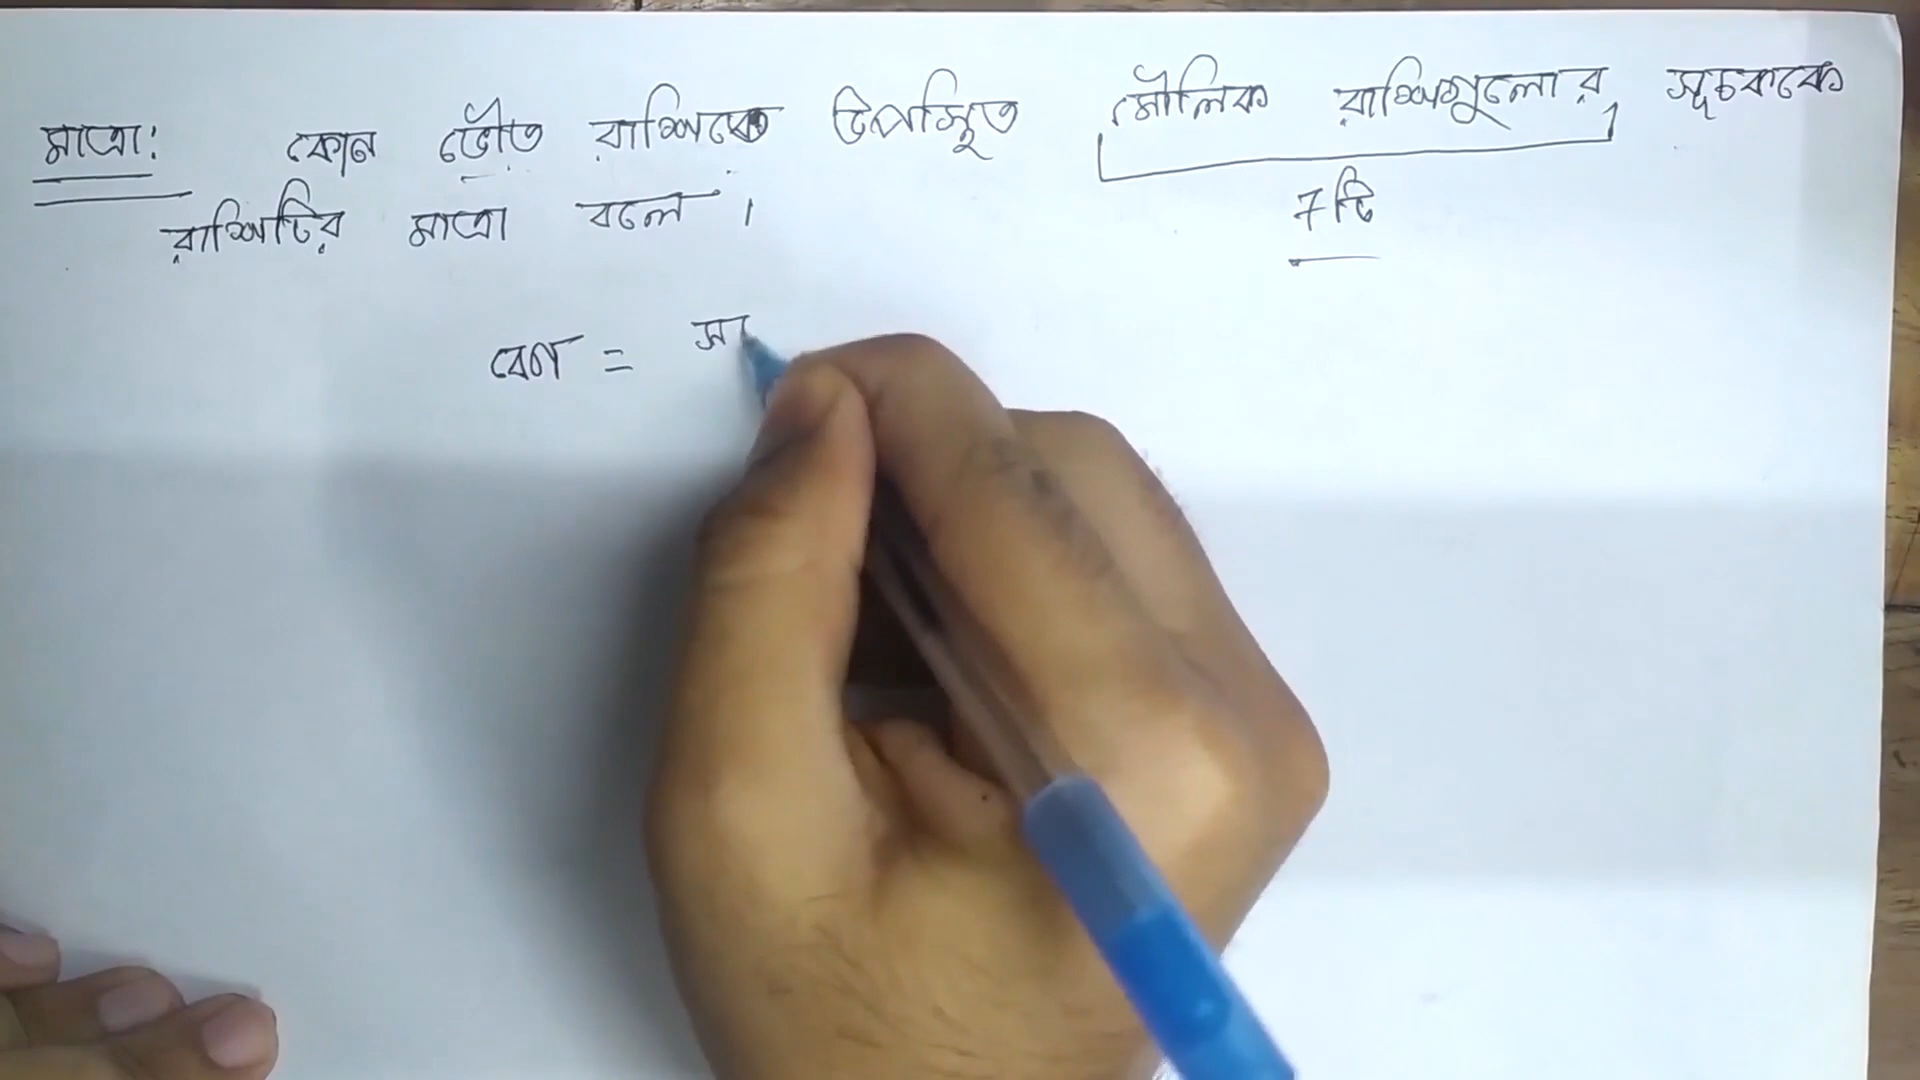 মাত্রা: কোন ভৌত রাশিতে উপস্থিত মৌলিক রাশিগুলোর সূচককে
রাশিটির মাত্রা বলে ।
7টি
বেগ = স